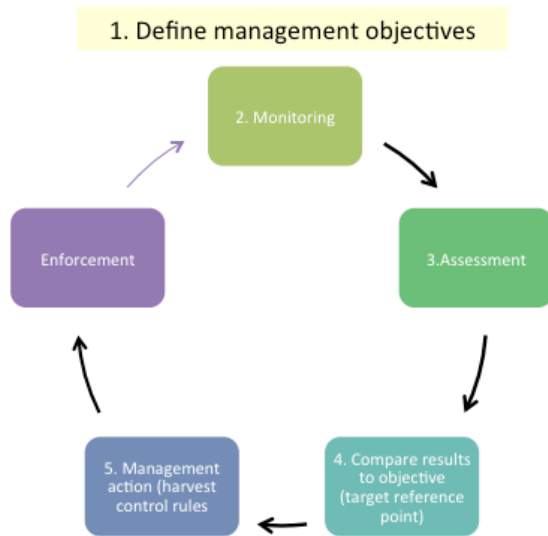 1. Define management objectives
2. Monitoring
3.Assessment
4. Compare results
to objective
(target reference
point)
5. Management
action (harvest
control rules
Enforcement